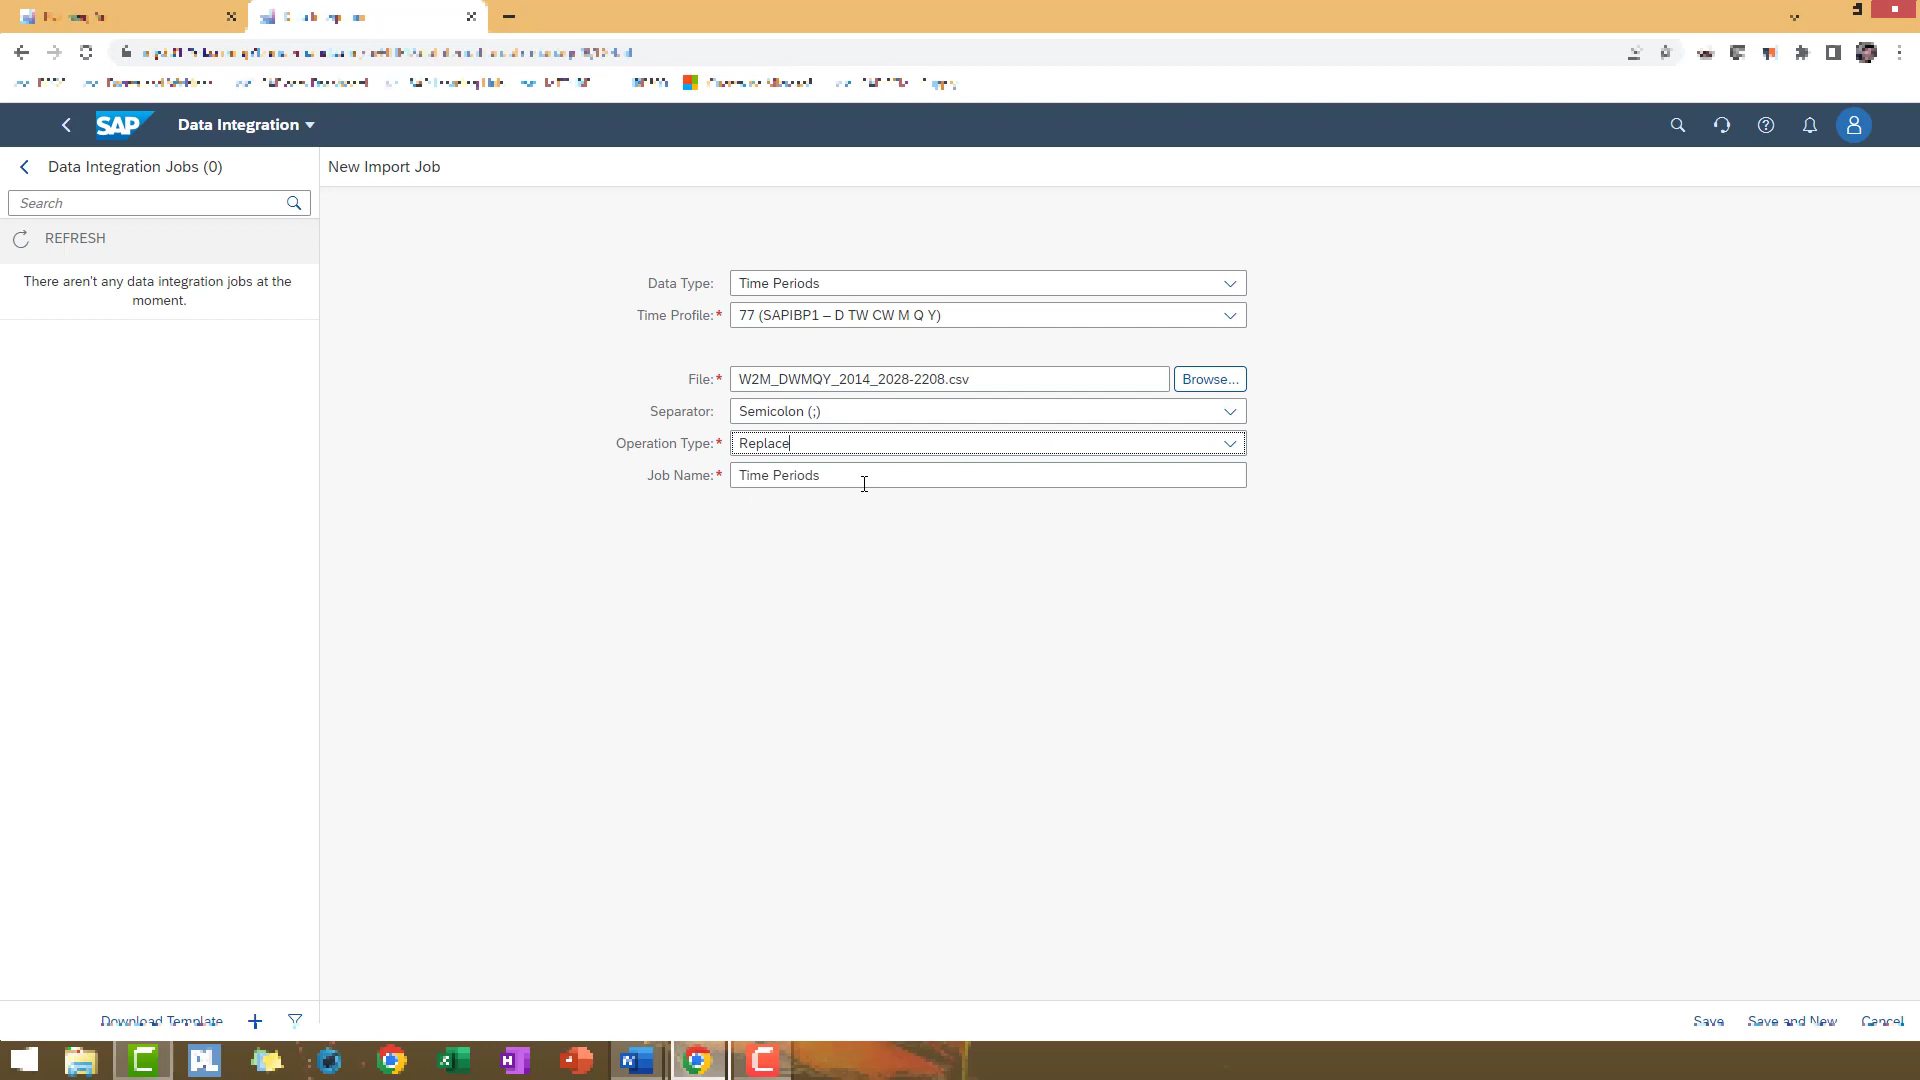 SAP Data Integration
Data Integration Jobs (0)
New Import Job
Search
REFRESH
There aren't any data integration jobs at the
moment.
Data Type: Time Periods
Time Profile:* 77 (SAPIBP1 – D TW CW M Q Y)
File:* W2M_DWMQY_2014_2028-2208.csv Browse...
Separator: Semicolon (;)
Operation Type:* Replace
Job Name:* Time Periods
Download Template
Save Save and New Cancel